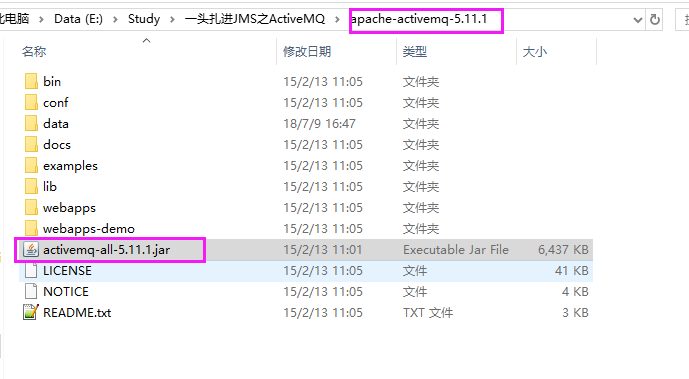 此电脑 > Data (E:) > Study > 一头扎进JMS之ActiveMQ > apache-activemq-5.11.1
名称 修改日期 类型 大小
bin 15/2/13 11:05 文件夹
conf 15/2/13 11:05 文件夹
data 18/7/9 16:47 文件夹
docs 15/2/13 11:05 文件夹
examples 15/2/13 11:05 文件夹
lib 15/2/13 11:05 文件夹
webapps 15/2/13 11:05 文件夹
webapps-demo 15/2/13 11:05 文件夹
activemq-all-5.11.1.jar 15/2/13 11:01 Executable Jar File 6,437 KB
LICENSE 15/2/13 11:05 文件 41 KB
NOTICE 15/2/13 11:05 文件 4 KB
README.txt 15/2/13 11:05 TXT 文件 3 KB